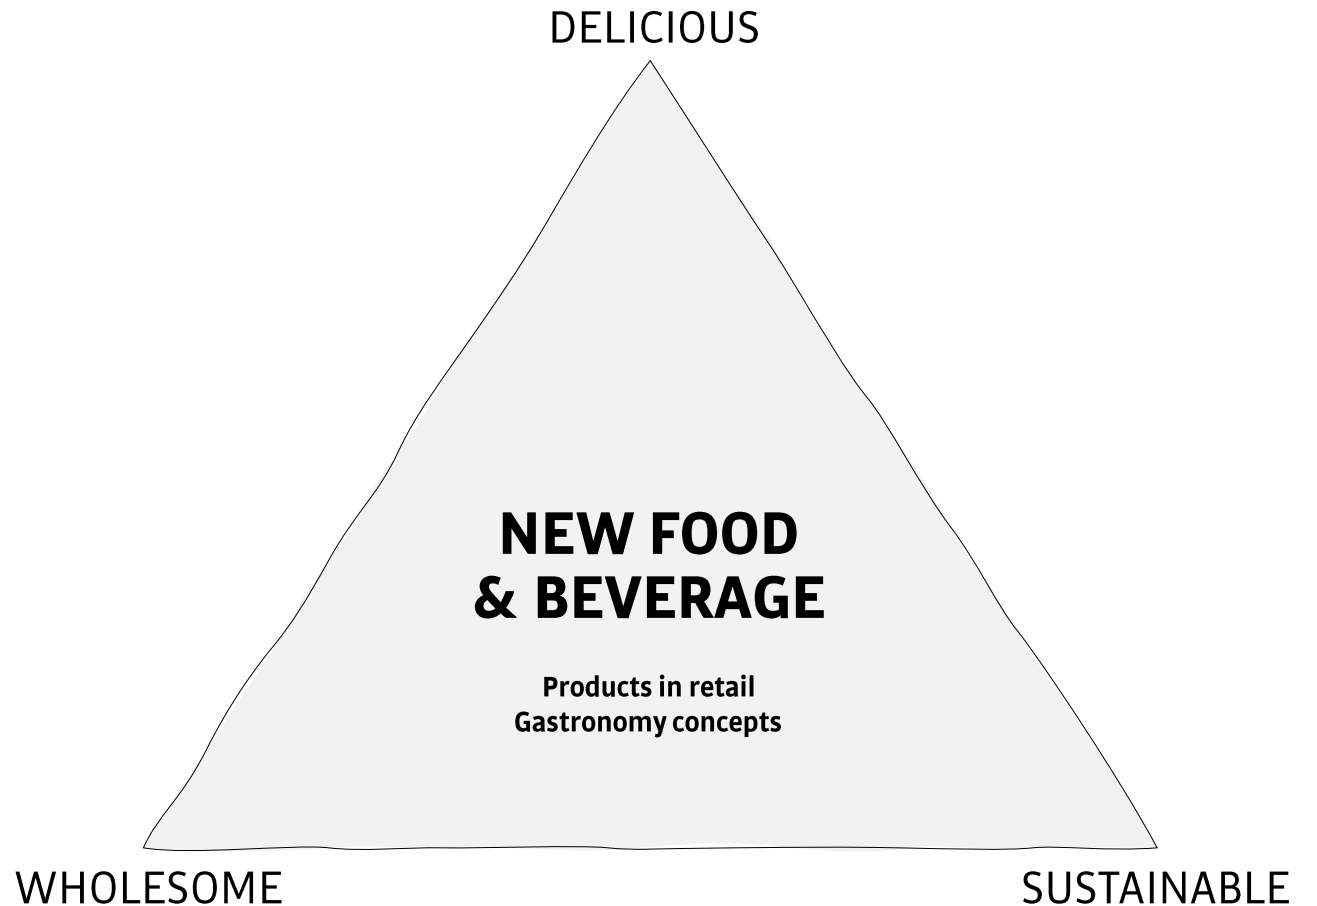 DELICIOUS
NEW FOOD
& BEVERAGE
Products in retail
Gastronomy concepts
WHOLESOME
SUSTAINABLE